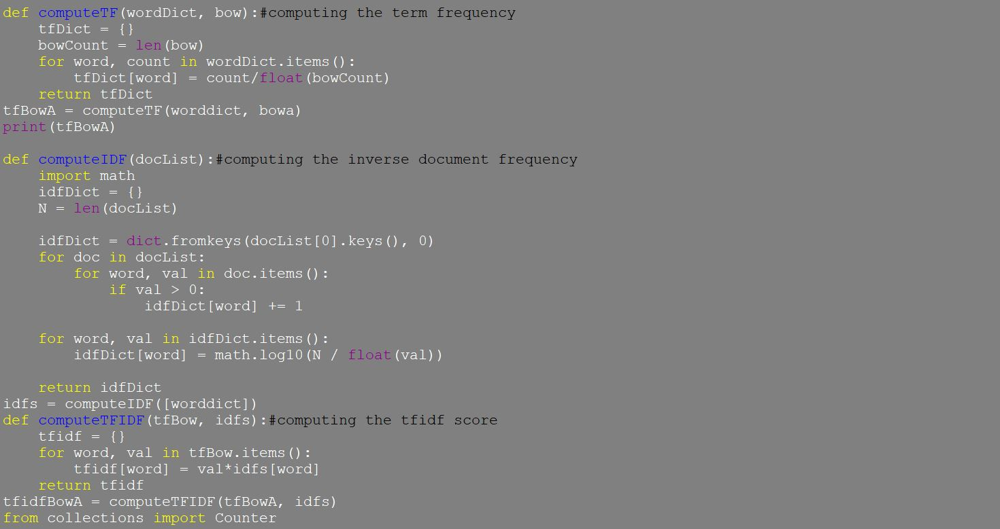 def computeTF(wordDict, bow):#computing the term frequency
    tfDict = {}
    bowCount = len(bow)
    for word, count in wordDict.items():
        tfDict[word] = count/float(bowCount)
    return tfDict
tfBowA = computeTF(worddict, bowa)
print(tfBowA)

def computeIDF(docList):#computing the inverse document frequency
    import math
    idfDict = {}
    N = len(docList)

    idfDict = dict.fromkeys(docList[0].keys(), 0)
    for doc in docList:
        for word, val in doc.items():
            if val > 0:
                idfDict[word] += 1

    for word, val in idfDict.items():
        idfDict[word] = math.log10(N / float(val))

    return idfDict
idfs = computeIDF([worddict])
def computeTFIDF(tfBow, idfs):#computing the tfidf score
    tfidf = {}
    for word, val in tfBow.items():
        tfidf[word] = val*idfs[word]
    return tfidf
tfidfBowA = computeTFIDF(tfBowA, idfs)
from collections import Counter